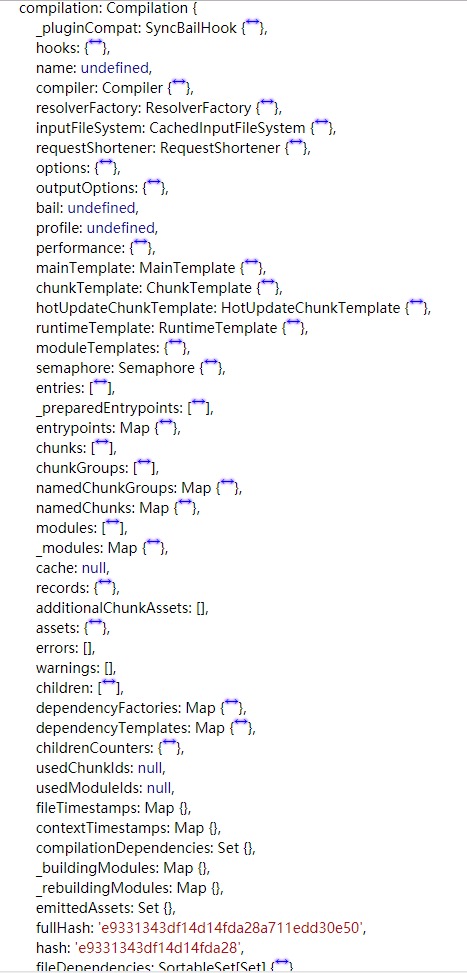 compilation: Compilation {
_pluginCompat: SyncBailHook {↔},
hooks: {↔},
name: undefined,
compiler: Compiler {↔},
resolverFactory: ResolverFactory {↔},
inputFileSystem: CachedInputFileSystem {↔},
requestShortener: RequestShortener {↔},
options: {↔},
outputOptions: {↔},
bail: undefined,
profile: undefined,
performance: {↔},
mainTemplate: MainTemplate {↔},
chunkTemplate: ChunkTemplate {↔},
hotUpdateChunkTemplate: HotUpdateChunkTemplate {↔},
runtimeTemplate: RuntimeTemplate {↔},
moduleTemplates: {↔},
semaphore: Semaphore {↔},
entries: [↔],
_preparedEntrypoints: [↔],
entrypoints: Map {↔},
chunks: [↔],
chunkGroups: [↔],
namedChunkGroups: Map {↔},
namedChunks: Map {↔},
modules: [↔],
_modules: Map {↔},
cache: null,
records: {↔},
additionalChunkAssets: [],
assets: {↔},
errors: [],
warnings: [],
children: [↔],
dependencyFactories: Map {↔},
dependencyTemplates: Map {↔},
childrenCounters: {↔},
usedChunkIds: null,
usedModuleIds: null,
fileTimestamps: Map {},
contextTimestamps: Map {},
compilationDependencies: Set {},
_buildingModules: Map {},
_rebuildingModules: Map {},
emittedAssets: Set {},
fullHash: 'e9331343df14d14fda28a711edd30e50',
hash: 'e9331343df14d14fda28',
fileDependencies: SortableSet[Set] {↔},